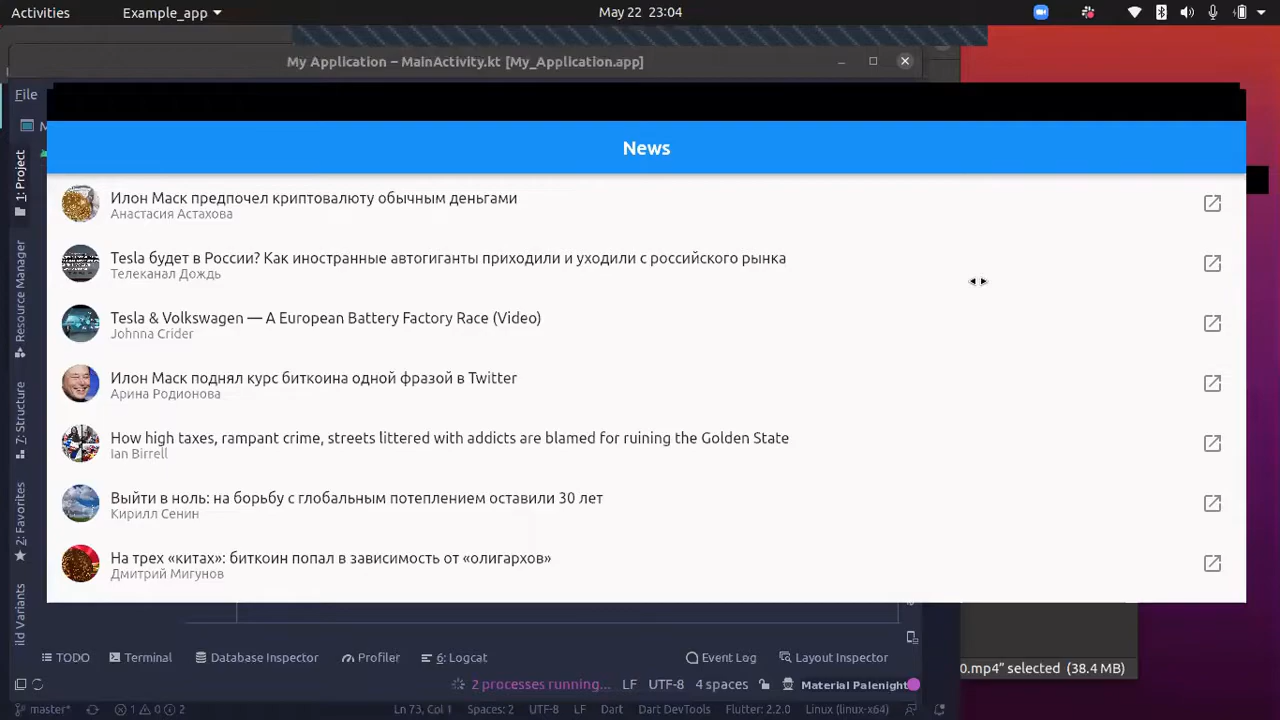 Activities
Example_app
May 22 23:04
My Application – MainActivity.kt [My_Application.app]
File
M
News
Илон Маск предпочел криптовалюту обычным деньгами
Анастасия Астахова
Tesla будет в России? Как иностранные автогиганты приходили и уходили с российского рынка
Телеканал Дождь
Tesla & Volkswagen — A European Battery Factory Race (Video)
Johnna Crider
Илон Маск поднял курс биткоина одной фразой в Twitter
Арина Родионова
How high taxes, rampant crime, streets littered with addicts are blamed for ruining the Golden State
Ian Birrell
Выйти в ноль: на борьбу с глобальным потеплением оставили 30 лет
Кирилл Сенин
На трех «китах»: биткоин попал в зависимость от «олигархов»
Дмитрий Мигунов
1: Project
Resource Manager
7: Structure
2: Favorites
ild Variants
TODO
Terminal
Database Inspector
Profiler
6: Logcat
Event Log
Layout Inspector
0.mp4” selected (38.4 MB)
2 processes running...
LF
UTF-8
4 spaces
Material Palenight
master*
1
0
2
Ln 73, Col 1
Spaces: 2
UTF-8
LF
Dart
Dart DevTools
Flutter: 2.2.0
Linux (linux-x64)